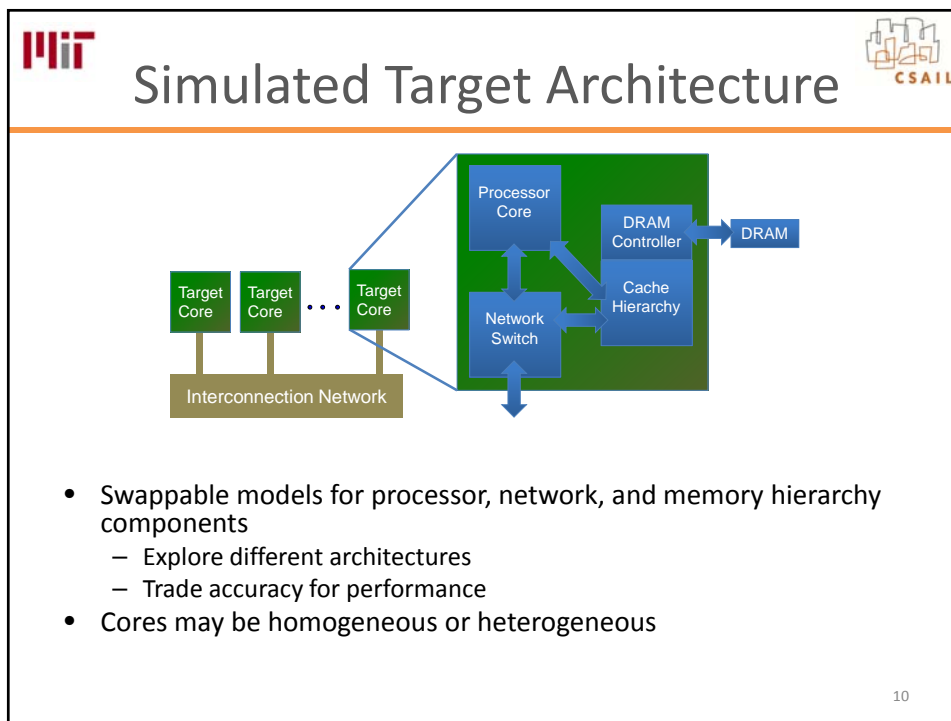 MIT
CSAIL
Simulated Target Architecture
Target
Core
Target
Core
• • •
Target
Core
Interconnection Network
Processor
Core
DRAM
Controller
DRAM
Cache
Hierarchy
Network
Switch
• Swappable models for processor, network, and memory hierarchy
components
– Explore different architectures
– Trade accuracy for performance
• Cores may be homogeneous or heterogeneous
10